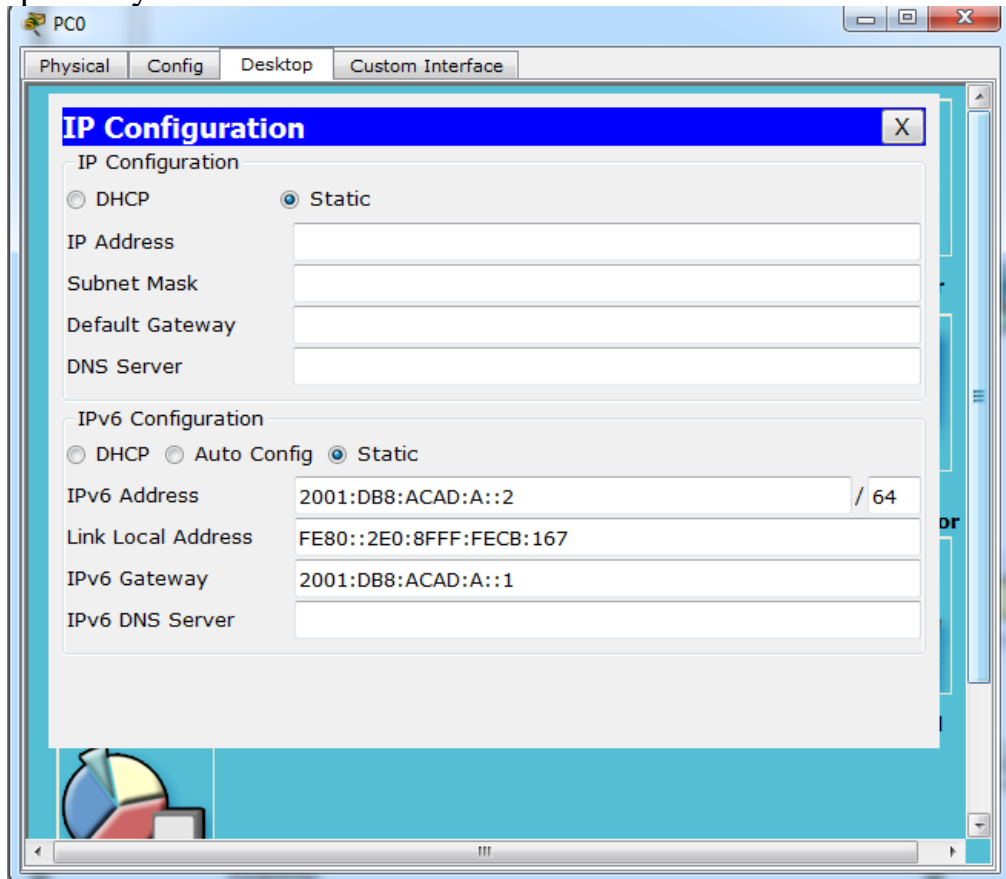 PC0
Physical Config Desktop Custom Interface
IP Configuration X
IP Configuration
DHCP Static
IP Address
Subnet Mask
Default Gateway
DNS Server
IPv6 Configuration
DHCP Auto Config Static
IPv6 Address 2001:DB8:ACAD:A::2 / 64
or
Link Local Address FE80::2E0:8FFF:FECB:167
IPv6 Gateway 2001:DB8:ACAD:A::1
IPv6 DNS Server